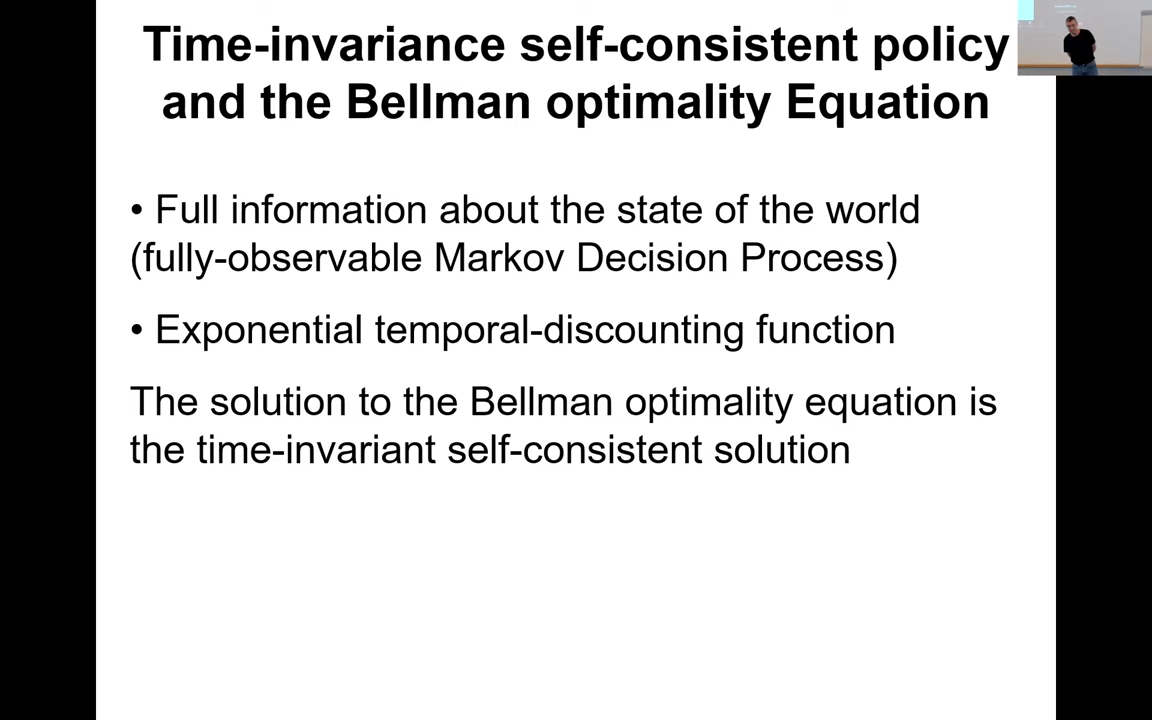 Time-invariance self-consistent policy
and the Bellman optimality Equation
• Full information about the state of the world
(fully-observable Markov Decision Process)
• Exponential temporal-discounting function
The solution to the Bellman optimality equation is
the time-invariant self-consistent solution